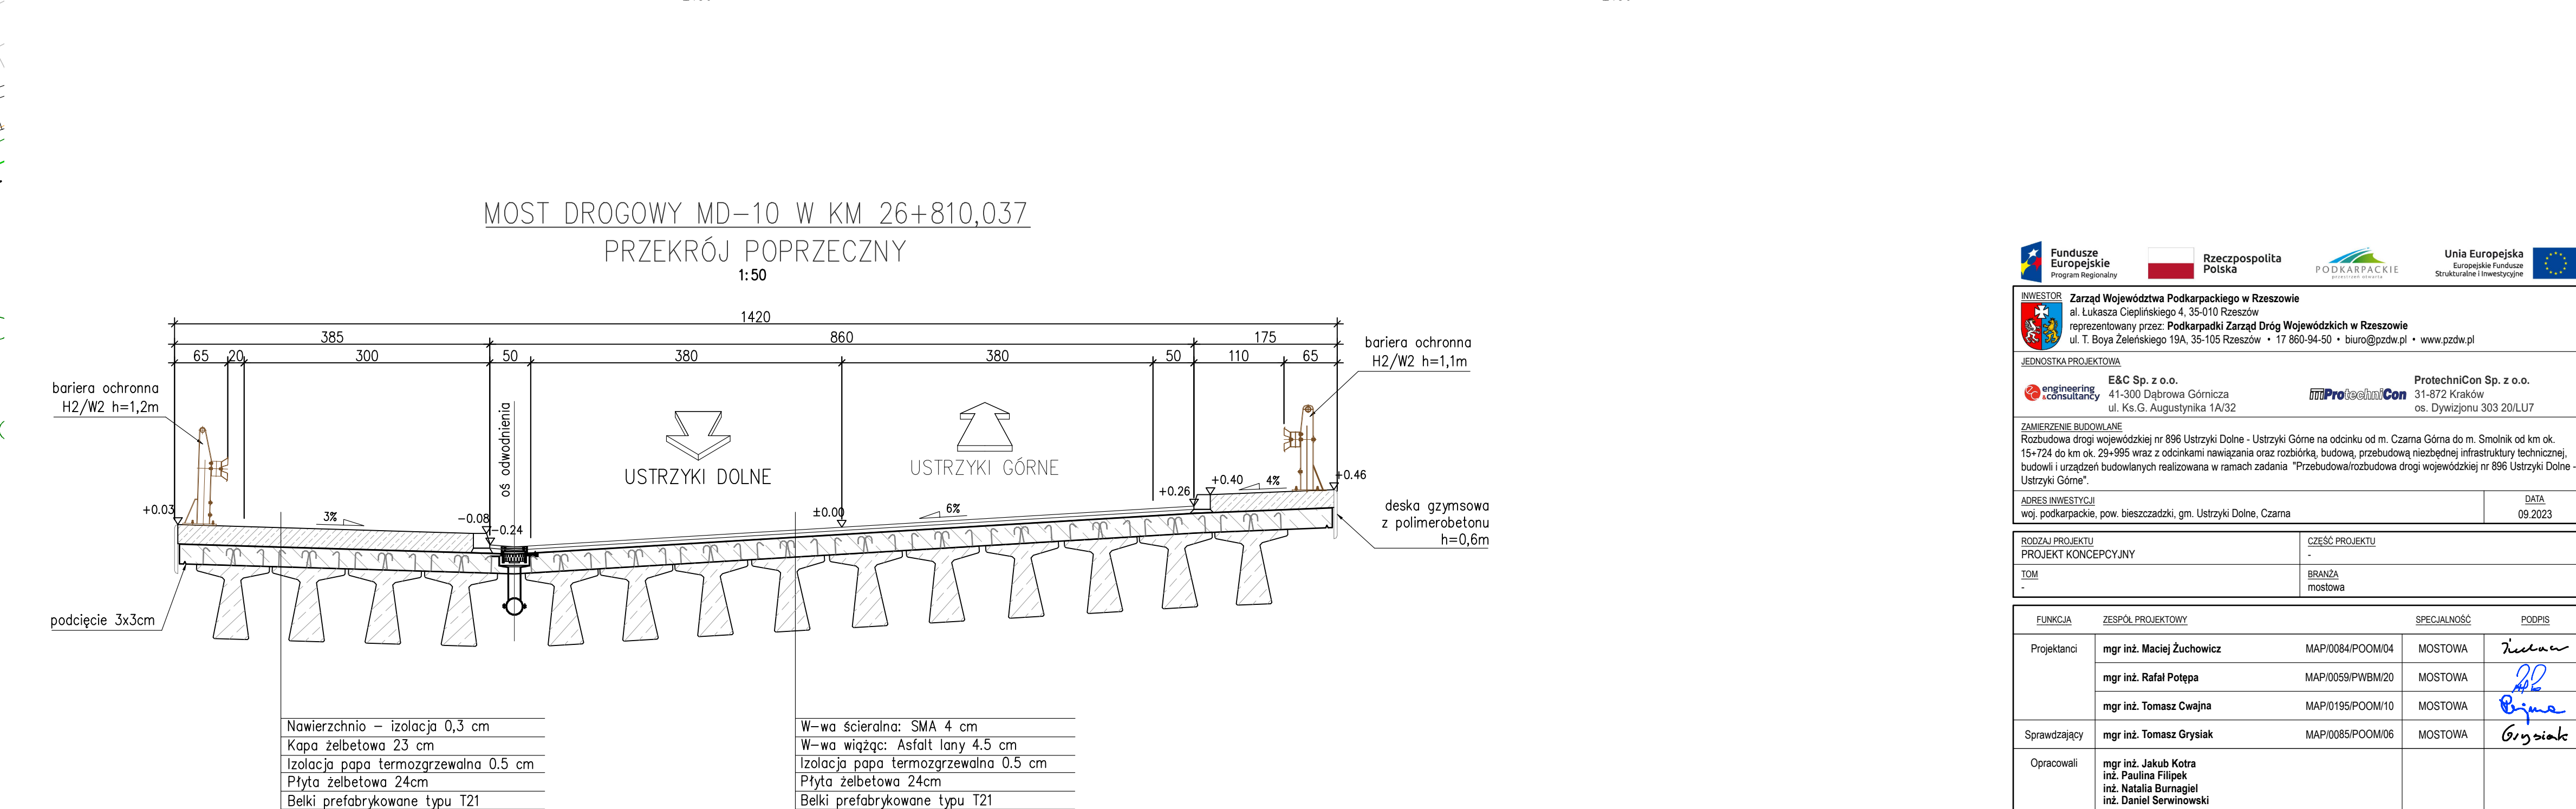 MOST DROGOWY MD-10 W KM 26+810,037
PRZEKRÓJ POPRZECZNY
1:50
1420
385 860 175
65 20 300 50 380 380 50 110 65
bariera ochronna
H2/W2 h=1,2m
bariera ochronna
H2/W2 h=1,1m
oś odwodnienia
USTRZYKI DOLNE
USTRZYKI GÓRNE
+0.03
3%
-0.08
-0.24
±0.00
6%
+0.26
+0.40
4%
+0.46
deska gzymsowa
z polimerobetonu
h=0,6m
podcięcie 3x3cm
Nawierzchnio - izolacja 0,3 cm
Kapa żelbetowa 23 cm
Izolacja papa termozgrzewalna 0.5 cm
Płyta żelbetowa 24cm
Belki prefabrykowane typu T21
W-wa ścieralna: SMA 4 cm
W-wa wiążąc: Asfalt lany 4.5 cm
Izolacja papa termozgrzewalna 0.5 cm
Płyta żelbetowa 24cm
Belki prefabrykowane typu T21
Fundusze
Europejskie
Program Regionalny
Rzeczpospolita
Polska
PODKARPACKIE
przestrzeń otwarta
Unia Europejska
Europejskie Fundusze
Strukturalne i Inwestycyjne
INWESTOR
Zarząd Województwa Podkarpackiego w Rzeszowie
al. Łukasza Cieplińskiego 4, 35-010 Rzeszów
reprezentowany przez: Podkarpadki Zarząd Dróg Wojewódzkich w Rzeszowie
ul. T. Boya Żeleńskiego 19A, 35-105 Rzeszów • 17 860-94-50 • biuro@pzdw.pl • www.pzdw.pl
JEDNOSTKA PROJEKTOWA
engineering
&consultancy
E&C Sp. z o.o.
41-300 Dąbrowa Górnicza
ul. Ks.G. Augustynika 1A/32
ProtechniCon
ProtechniCon Sp. z o.o.
31-872 Kraków
os. Dywizjonu 303 20/LU7
ZAMIERZENIE BUDOWLANE
Rozbudowa drogi wojewódzkiej nr 896 Ustrzyki Dolne - Ustrzyki Górne na odcinku od m. Czarna Górna do m. Smolnik od km ok.
15+724 do km ok. 29+995 wraz z odcinkami nawiązania oraz rozbiórką, budową, przebudową niezbędnej infrastruktury technicznej,
budowli i urządzeń budowlanych realizowana w ramach zadania "Przebudowa/rozbudowa drogi wojewódzkiej nr 896 Ustrzyki Dolne -
Ustrzyki Górne".
ADRES INWESTYCJI
woj. podkarpackie, pow. bieszczadzki, gm. Ustrzyki Dolne, Czarna
DATA
09.2023
RODZAJ PROJEKTU
PROJEKT KONCEPCYJNY
CZĘŚĆ PROJEKTU
-
TOM
-
BRANŻA
mostowa
FUNKCJA ZESPÓŁ PROJEKTOWY SPECJALNOŚĆ PODPIS
Projektanci mgr inż. Maciej Żuchowicz MAP/0084/POOM/04 MOSTOWA
mgr inż. Rafał Potępa MAP/0059/PWBM/20 MOSTOWA
mgr inż. Tomasz Cwajna MAP/0195/POOM/10 MOSTOWA
Sprawdzający mgr inż. Tomasz Grysiak MAP/0085/POOM/06 MOSTOWA Grysiak
Opracowali mgr inż. Jakub Kotra
inż. Paulina Filipek
inż. Natalia Burnagiel
inż. Daniel Serwinowski